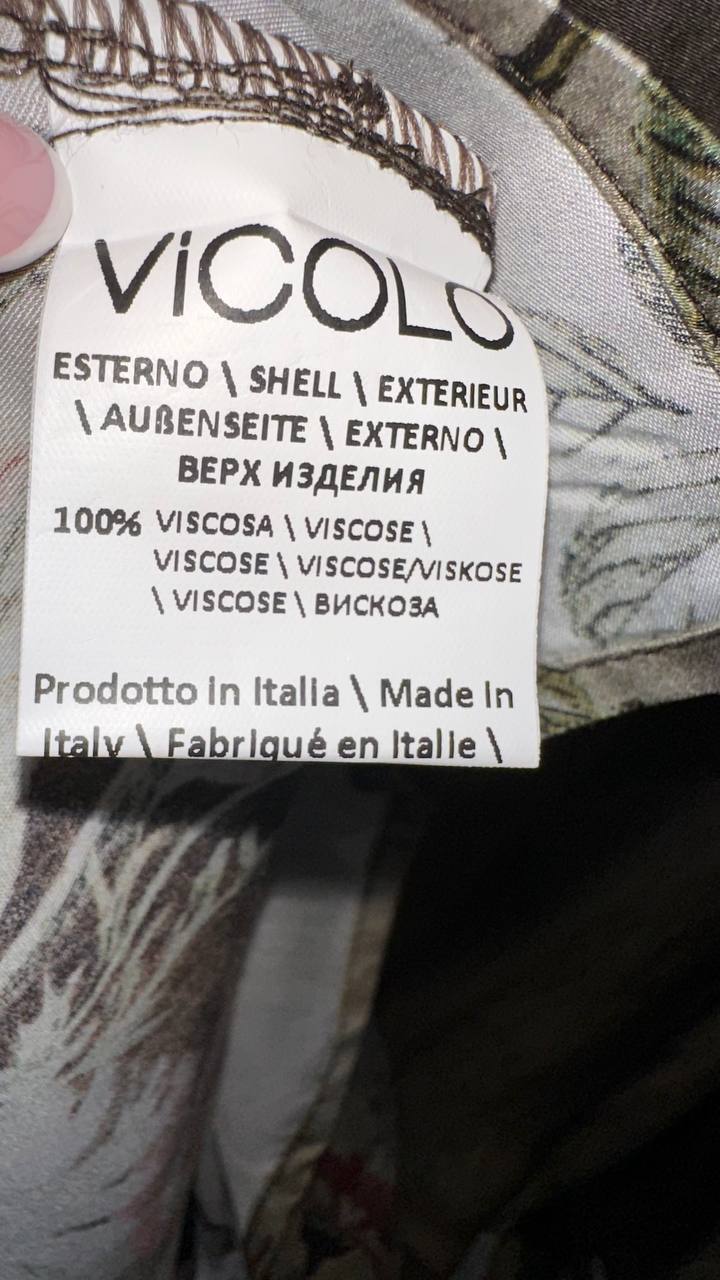 ViCOLO
ESTERNO \ SHELL \ EXTERIEUR
\ AUßENSEITE \ EXTERNO \
ВЕРХ ИЗДЕЛИЯ
100% VISCOSA \ VISCOSE \
VISCOSE \ VISCOSE/VISKOSE
\ VISCOSE \ ВИСКОЗА
Prodotto in Italia \ Made in
Italy \ Fabriqué en Italie \